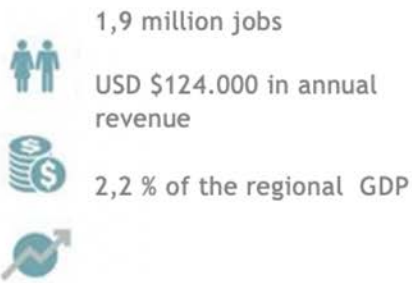 1,9 million jobs
USD $124.000 in annual
revenue
2,2 % of the regional GDP